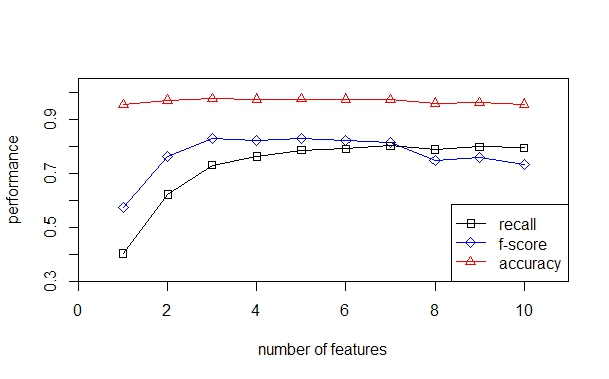 performance
0.3 0.5 0.7 0.9
0 2 4 6 8 10
number of features
recall
f-score
accuracy